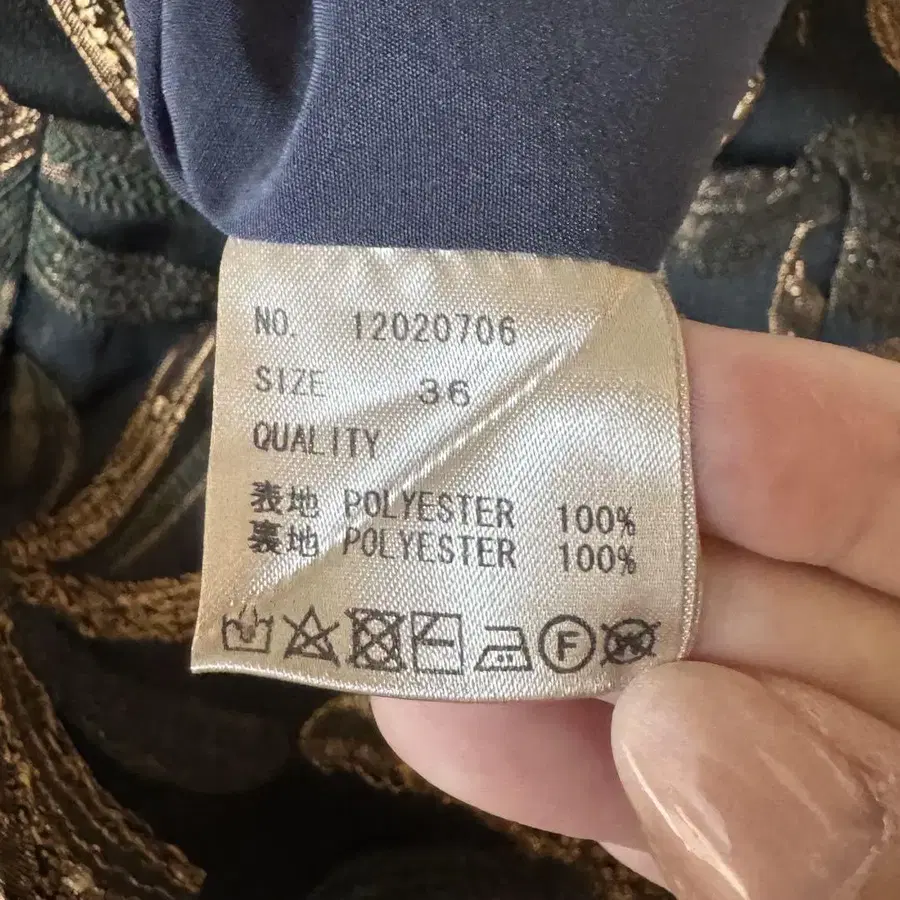 NO. 12020706
SIZE 36
QUALITY
表地 POLYESTER 100%
裏地 POLYESTER 100%
F